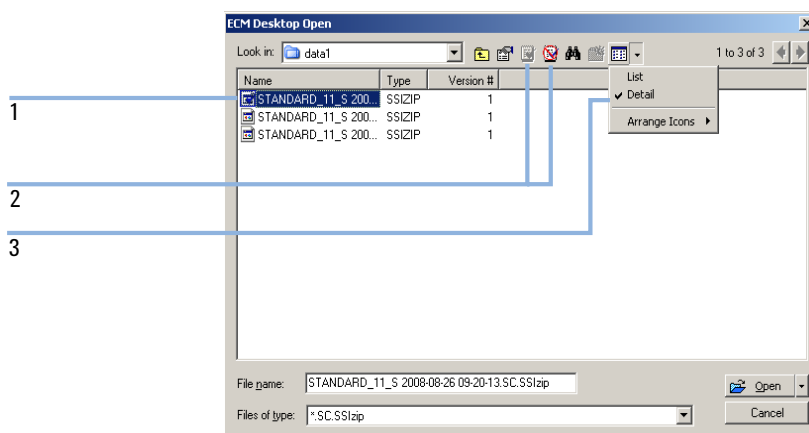 ECM Desktop Open
Look in: data1
1 to 3 of 3
Name Type Version #
List
Detail
Arrange Icons
STANDARD_11_S 200... SSIZIP 1
STANDARD_11_S 200... SSIZIP 1
STANDARD_11_S 200... SSIZIP 1
1
2
3
File name: STANDARD_11_S 2008-08-26 09-20-13.SC.SSIzip
Open
Files of type: *.SC.SSIzip
Cancel